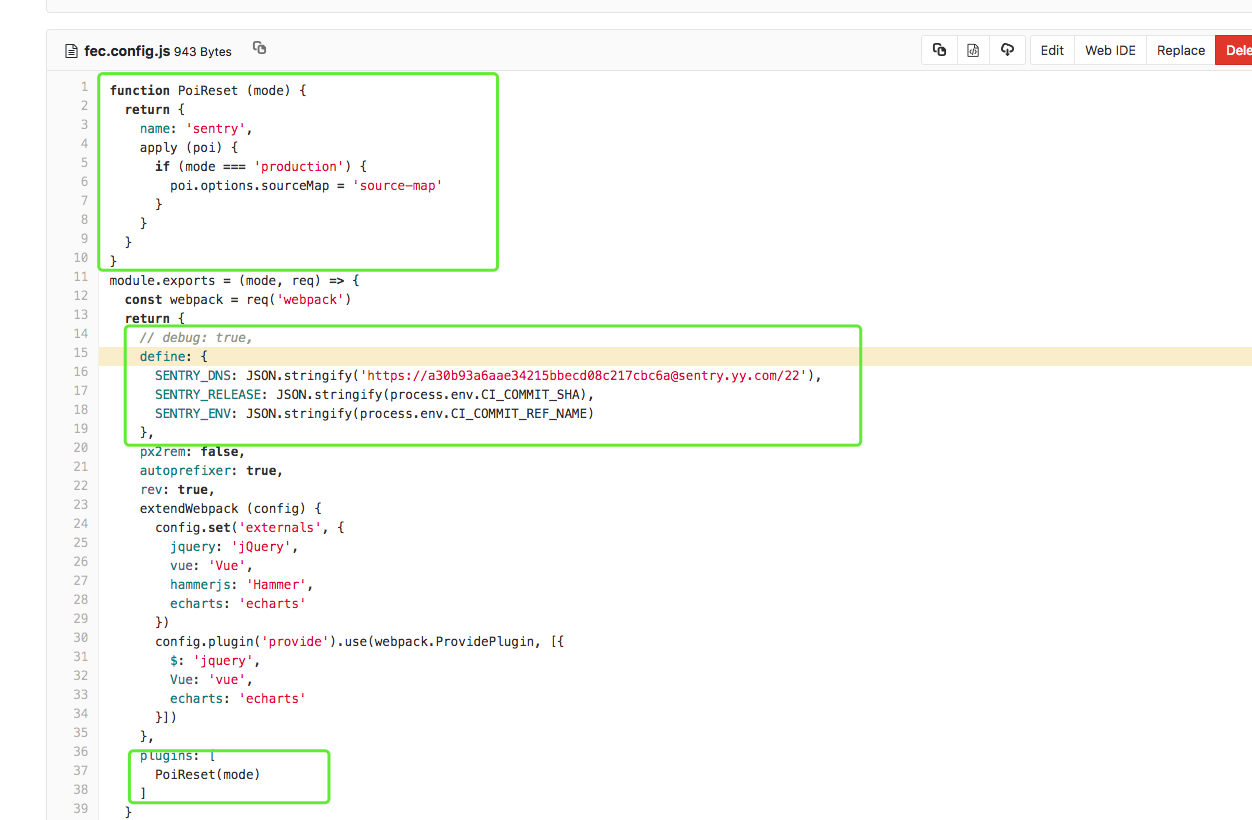 fec.config.js 943 Bytes Edit Web IDE Replace Dele
1 function PoiReset (mode) {
2   return {
3     name: 'sentry',
4     apply (poi) {
5       if (mode === 'production') {
6         poi.options.sourceMap = 'source-map'
7       }
8     }
9   }
10 }
11 module.exports = (mode, req) => {
12   const webpack = req('webpack')
13   return {
14     // debug: true,
15     define: {
16       SENTRY_DNS: JSON.stringify('https://a30b93a6aae34215bbecd08c217cbc6a@sentry.yy.com/22'),
17       SENTRY_RELEASE: JSON.stringify(process.env.CI_COMMIT_SHA),
18       SENTRY_ENV: JSON.stringify(process.env.CI_COMMIT_REF_NAME)
19     },
20     px2rem: false,
21     autoprefixer: true,
22     rev: true,
23     extendWebpack (config) {
24       config.set('externals', {
25         jquery: 'jQuery',
26         vue: 'Vue',
27         hammerjs: 'Hammer',
28         echarts: 'echarts'
29       })
30       config.plugin('provide').use(webpack.ProvidePlugin, [{
31         $: 'jquery',
32         Vue: 'vue',
33         echarts: 'echarts'
34       }])
35     },
36     plugins: [
37       PoiReset(mode)
38     ]
39   }